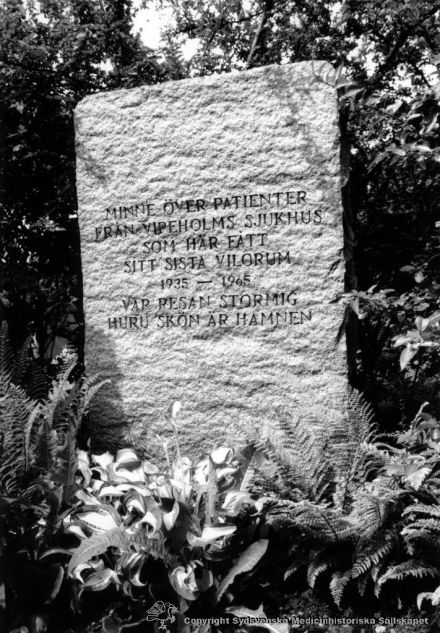 MINNE ÖVER PATIENTER
FRÅN VIPEHOLMS SJUKHUS
SOM HÄR FÅTT
SITT SISTA VILORUM
1935 — 1965
VAR RESAN STORMIG
HURU SKÖN ÄR HAMNEN
Copyright Sydsvenska Medicinhistoriska Sällskapet